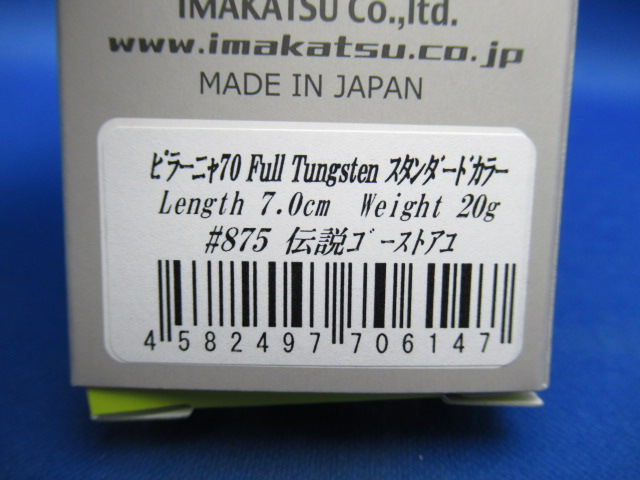 IMAKATSU Co.,ltd.
www.imakatsu.co.jp
MADE IN JAPAN
ピラーニャ70 Full Tungsten スタンダードカラー
Length 7.0cm Weight 20g
#875 伝説ゴーストアユ
4 582497 706147